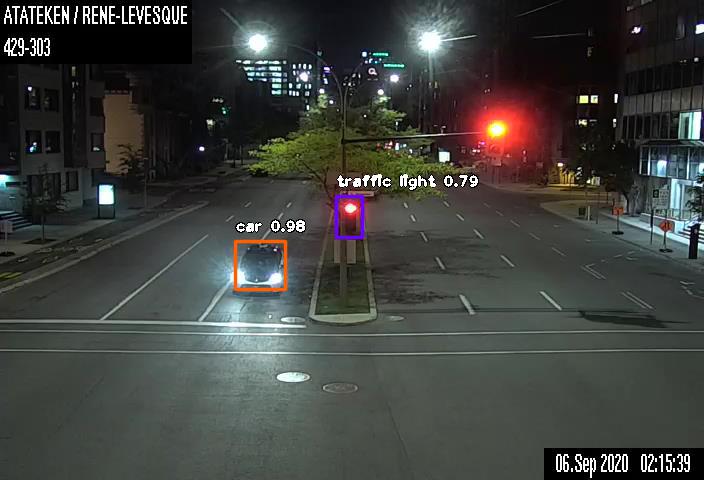 ATATEKEN / RENE-LEVESQUE
429-303
traffic light 0.79
car 0.98
06.Sep 2020 02:15:39